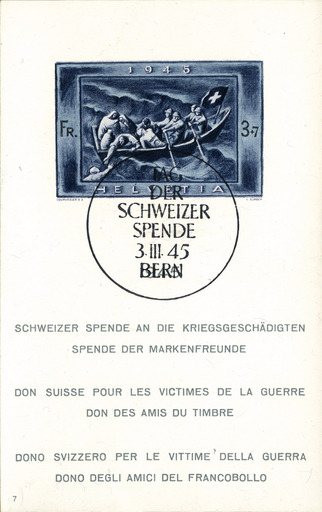 1945
FR. 3+7
HELVETIA
TAG
DER
SCHWEIZER
SPENDE
3.III.45
BERN
SCHWEIZER SPENDE AN DIE KRIEGSGESCHÄDIGTEN
SPENDE DER MARKENFREUNDE
DON SUISSE POUR LES VICTIMES DE LA GUERRE
DON DES AMIS DU TIMBRE
DONO SVIZZERO PER LE VITTIME DELLA GUERRA
DONO DEGLI AMICI DEL FRANCOBOLLO
7